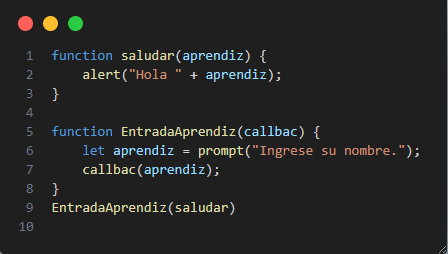 1 function saludar(aprendiz) {
2     alert("Hola " + aprendiz);
3 }
4
5 function EntradaAprendiz(callbac) {
6     let aprendiz = prompt("Ingrese su nombre.");
7     callbac(aprendiz);
8 }
9 EntradaAprendiz(saludar)
10